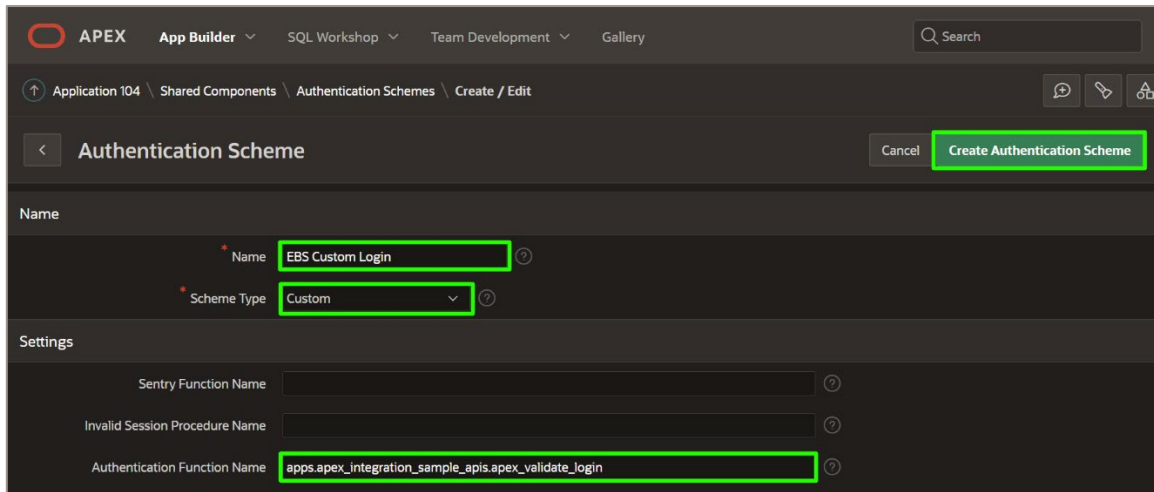 APEX App Builder SQL Workshop Team Development Gallery Search
Application 104 \ Shared Components \ Authentication Schemes \ Create / Edit
Authentication Scheme Cancel Create Authentication Scheme
Name
* Name EBS Custom Login ?
* Scheme Type Custom ?
Settings
Sentry Function Name ?
Invalid Session Procedure Name ?
Authentication Function Name apps.apex_integration_sample_apis.apex_validate_login ?